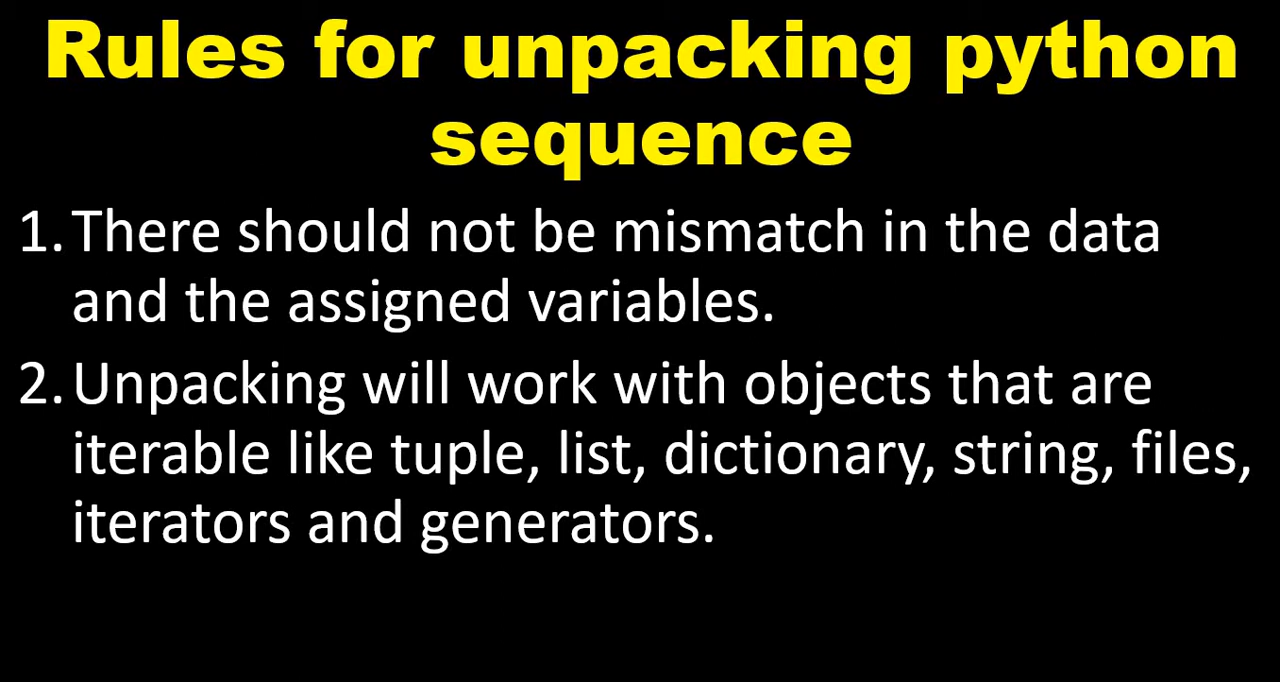 Rules for unpacking python
sequence
1. There should not be mismatch in the data
and the assigned variables.
2. Unpacking will work with objects that are
iterable like tuple, list, dictionary, string, files,
iterators and generators.